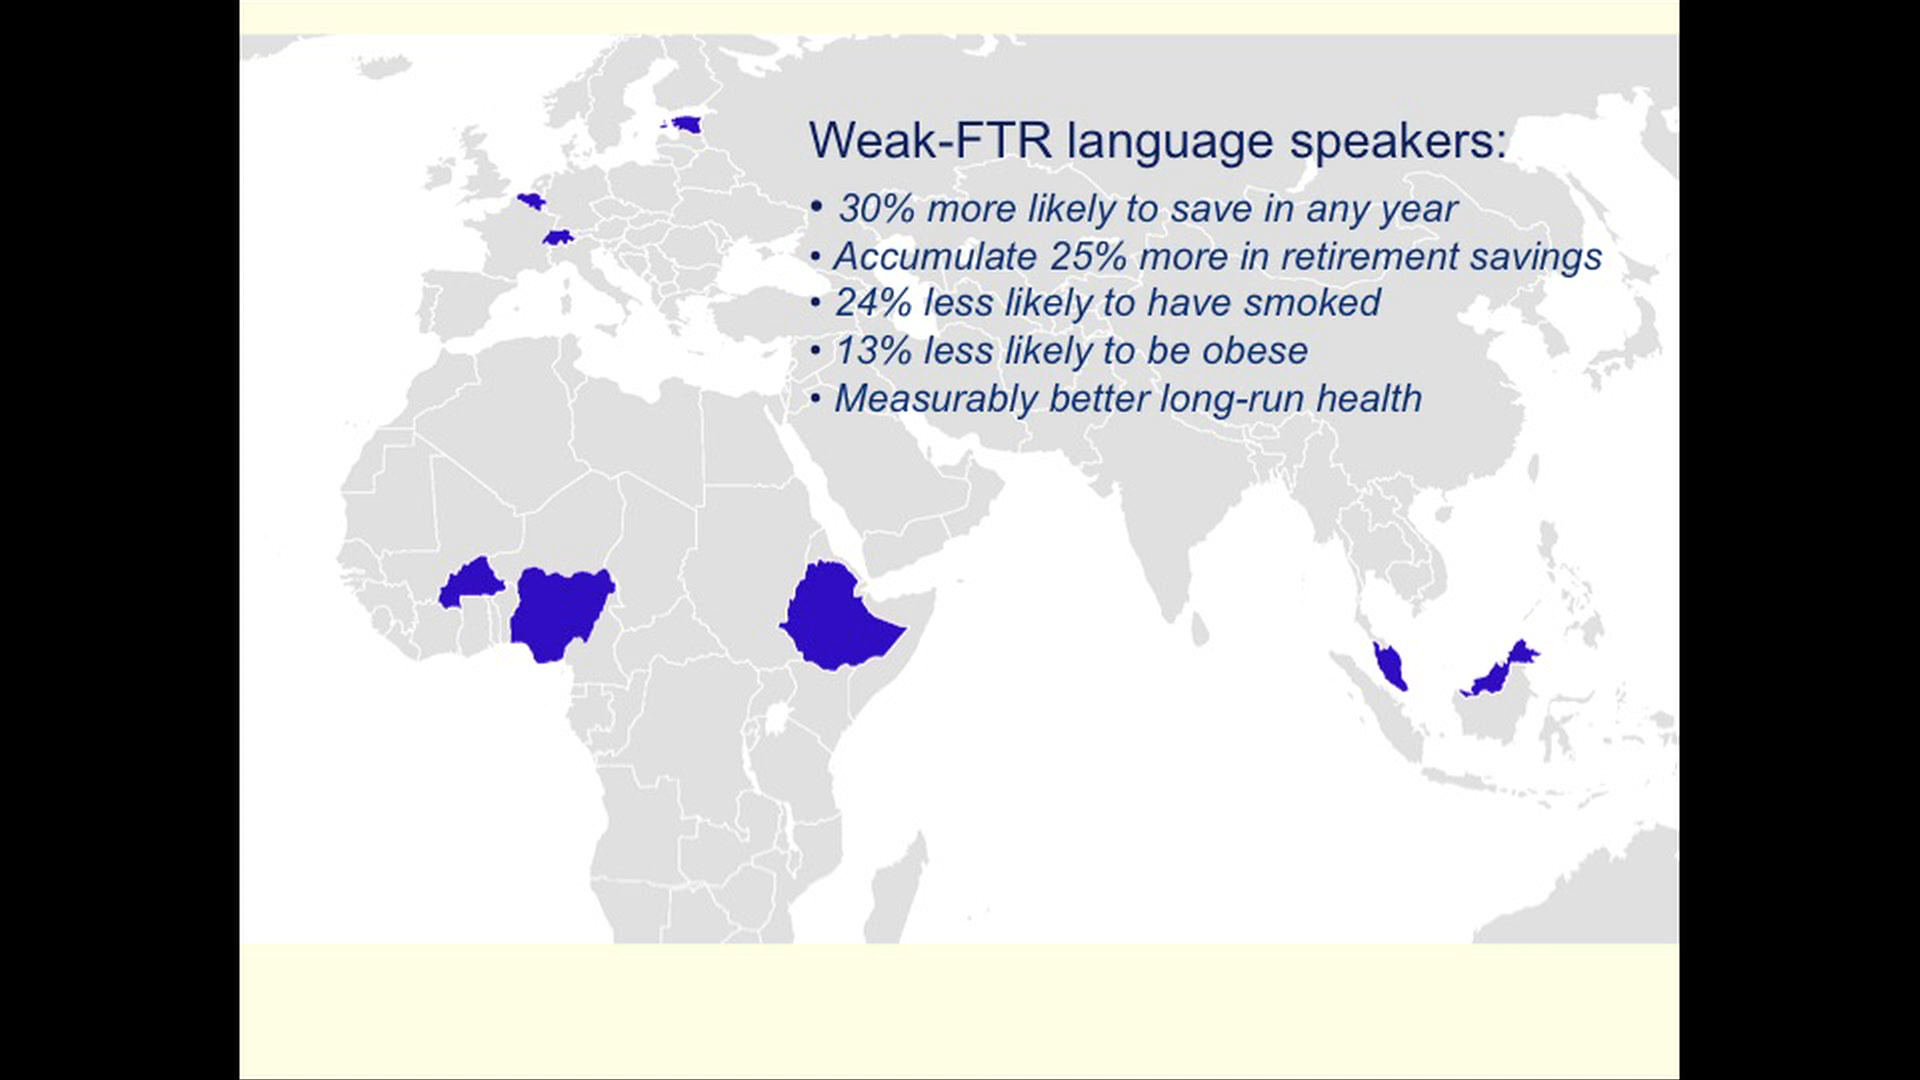 Weak-FTR language speakers:
• 30% more likely to save in any year
• Accumulate 25% more in retirement savings
• 24% less likely to have smoked
• 13% less likely to be obese
• Measurably better long-run health